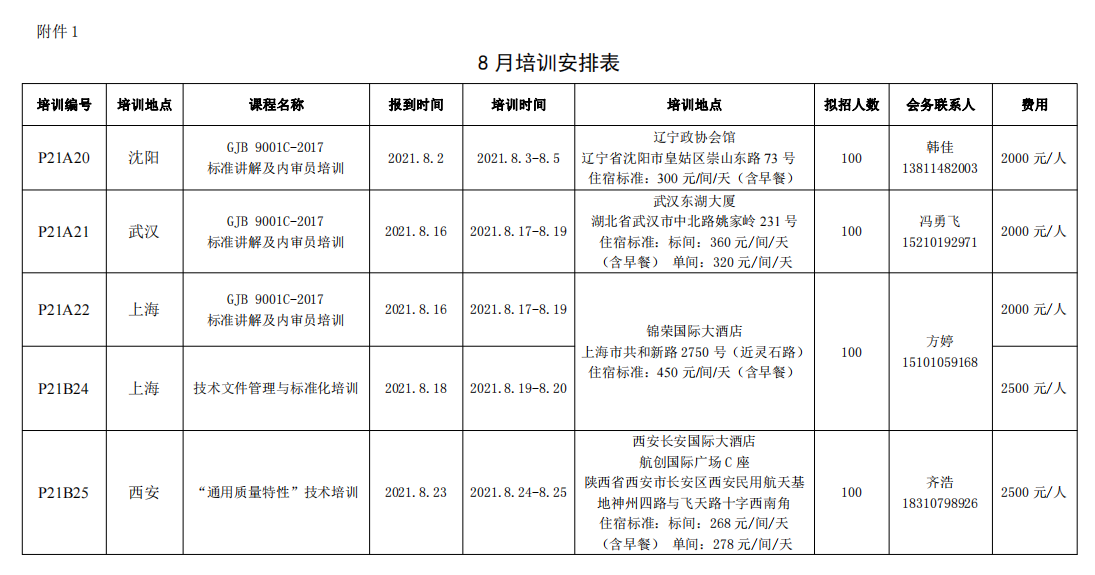 附件 1
8 月培训安排表
培训编号 培训地点 课程名称 报到时间 培训时间 培训地点 拟招人数 会务联系人 费用
P21A20 沈阳 GJB 9001C-2017
标准讲解及内审员培训 2021.8.2 2021.8.3-8.5 辽宁政协会馆
辽宁省沈阳市皇姑区崇山东路 73 号
住宿标准：300 元/间/天（含早餐） 100 韩佳
13811482003 2000 元/人
P21A21 武汉 GJB 9001C-2017
标准讲解及内审员培训 2021.8.16 2021.8.17-8.19 武汉东湖大厦
湖北省武汉市中北路姚家岭 231 号
住宿标准：标间：360 元/间/天
（含早餐） 单间：320 元/间/天 100 冯勇飞
15210192971 2000 元/人
P21A22 上海 GJB 9001C-2017
标准讲解及内审员培训 2021.8.16 2021.8.17-8.19 锦荣国际大酒店
上海市共和新路 2750 号（近灵石路）
住宿标准：450 元/间/天（含早餐） 100 方婷
15101059168 2000 元/人
P21B24 上海 技术文件管理与标准化培训 2021.8.18 2021.8.19-8.20 2500 元/人
P21B25 西安 “通用质量特性”技术培训 2021.8.23 2021.8.24-8.25 西安长安国际大酒店
航创国际广场 C 座
陕西省西安市长安区西安民用航天基
地神州四路与飞天路十字西南角
住宿标准：标间：268 元/间/天
（含早餐） 单间：278 元/间/天 100 齐浩
18310798926 2500 元/人